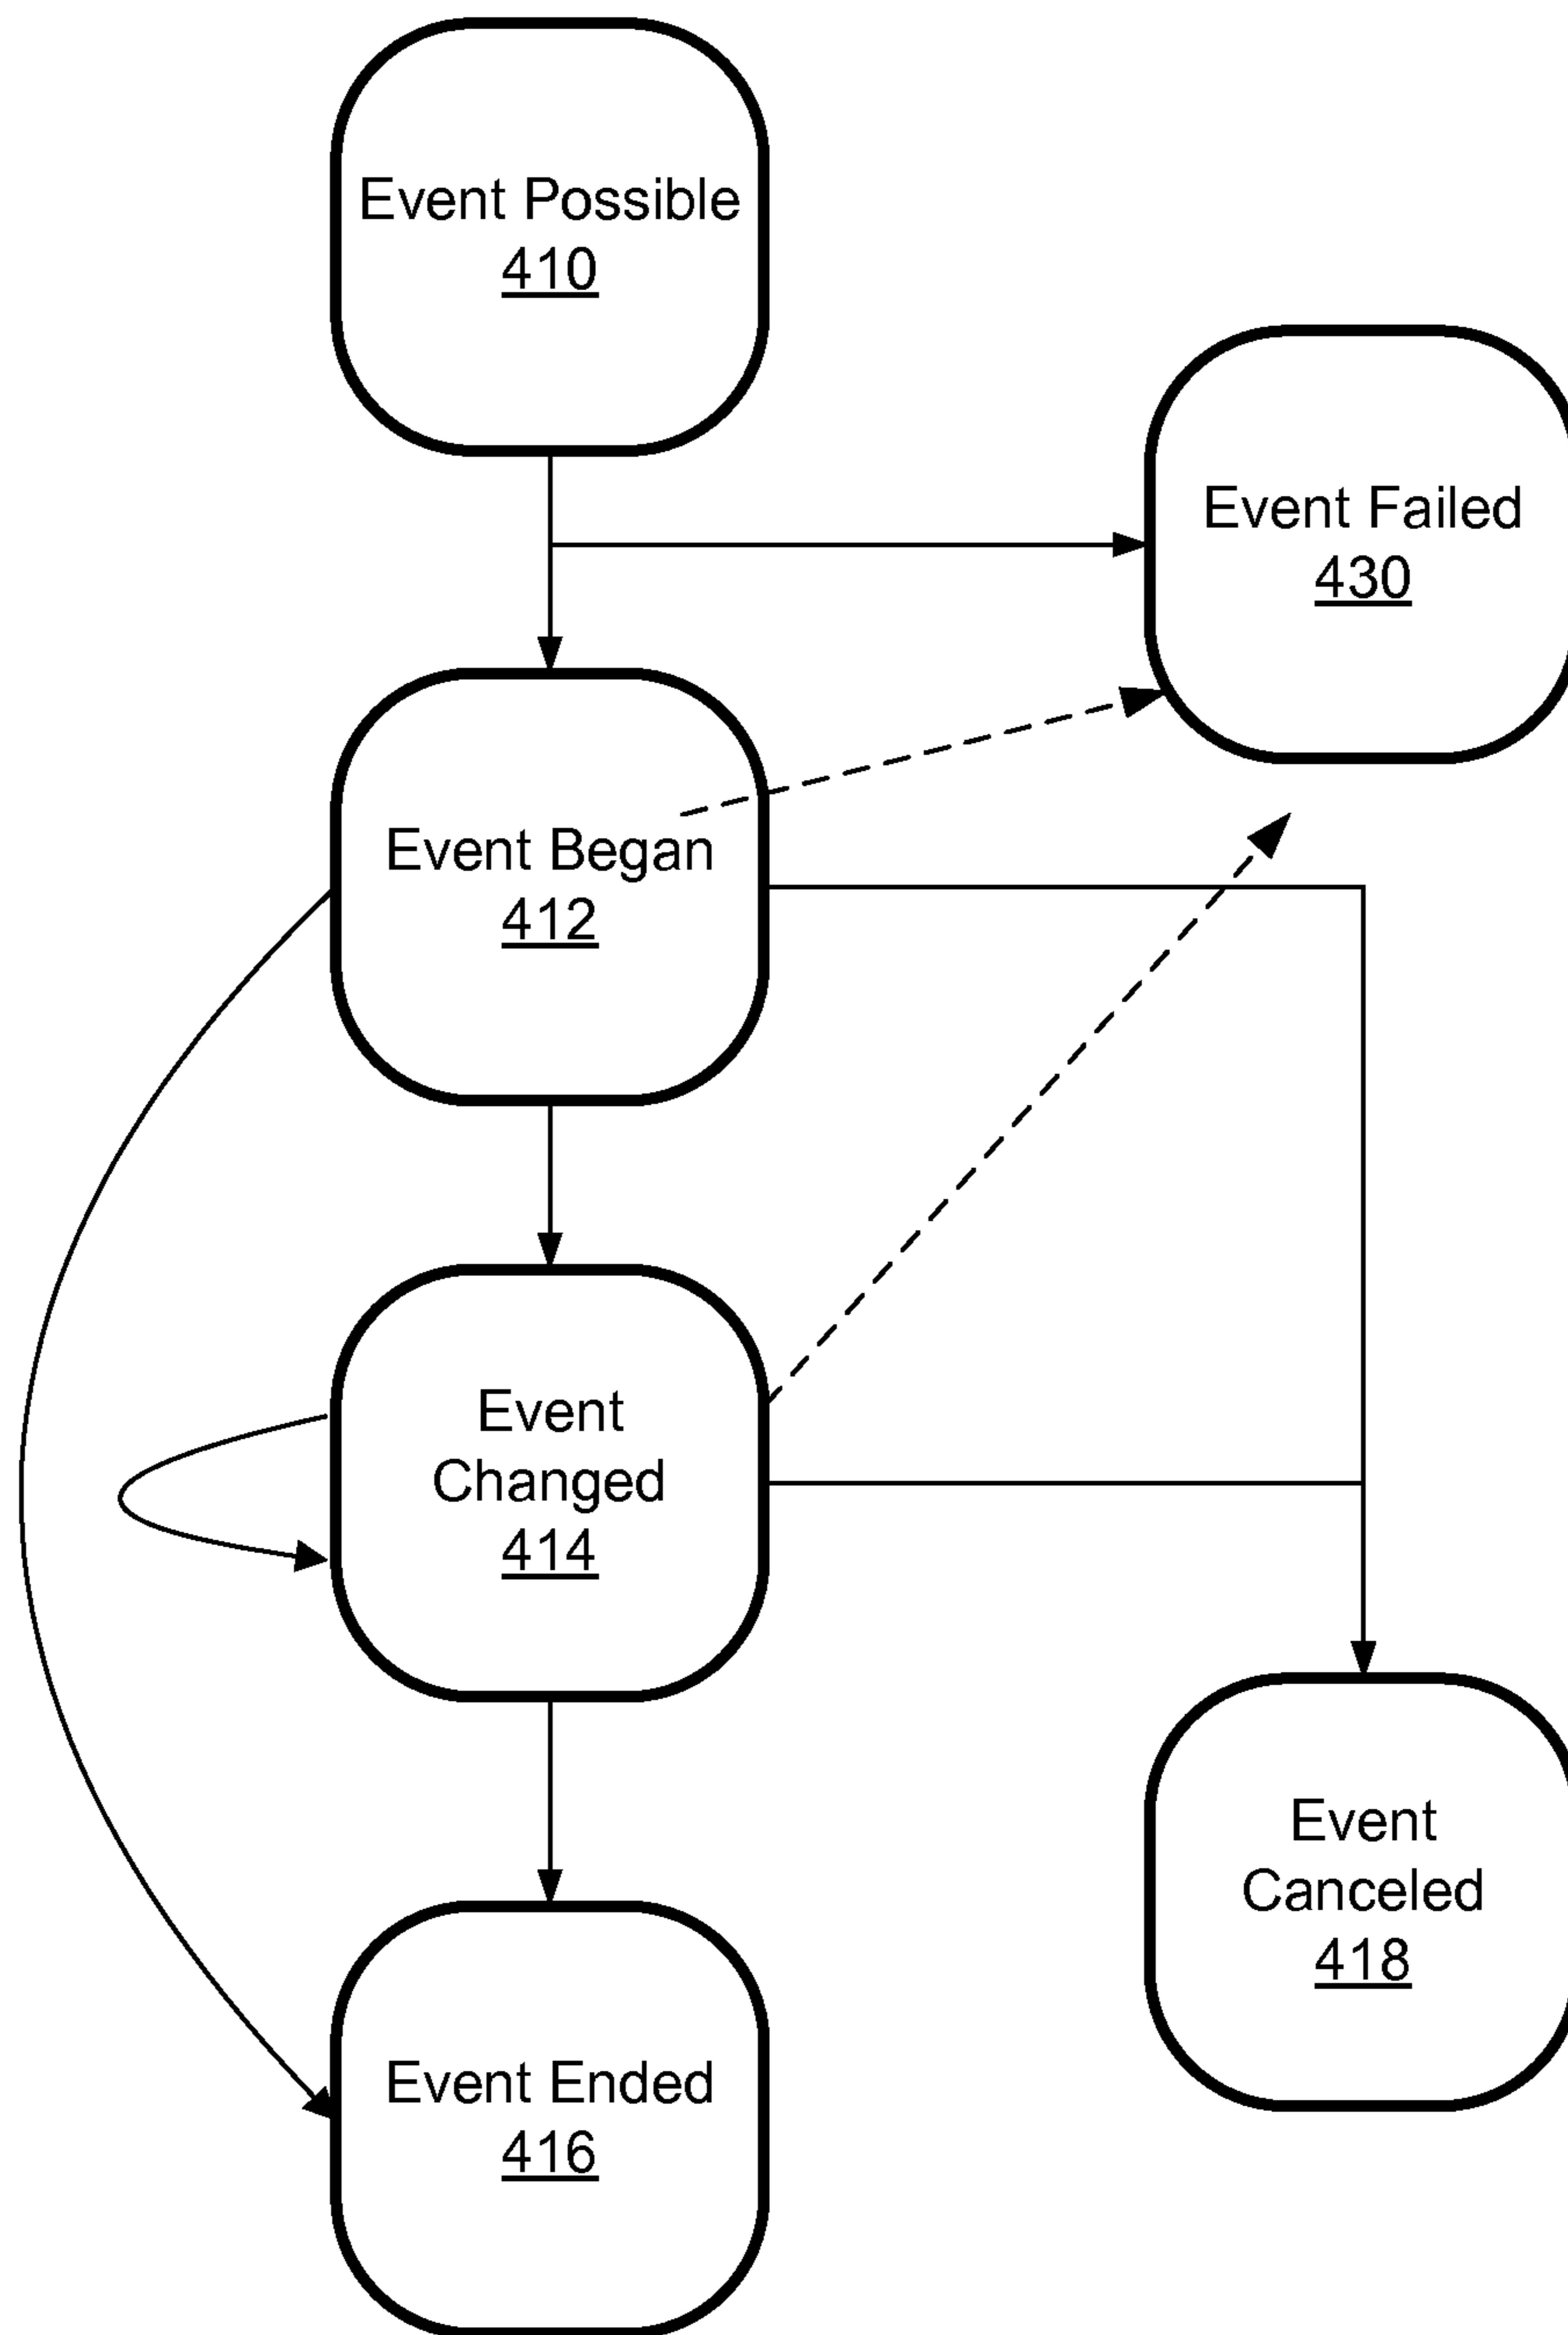 Event Possible
410
Event Failed
430
Event Began
412
Event
Changed
414
Event
Canceled
418
Event Ended
416